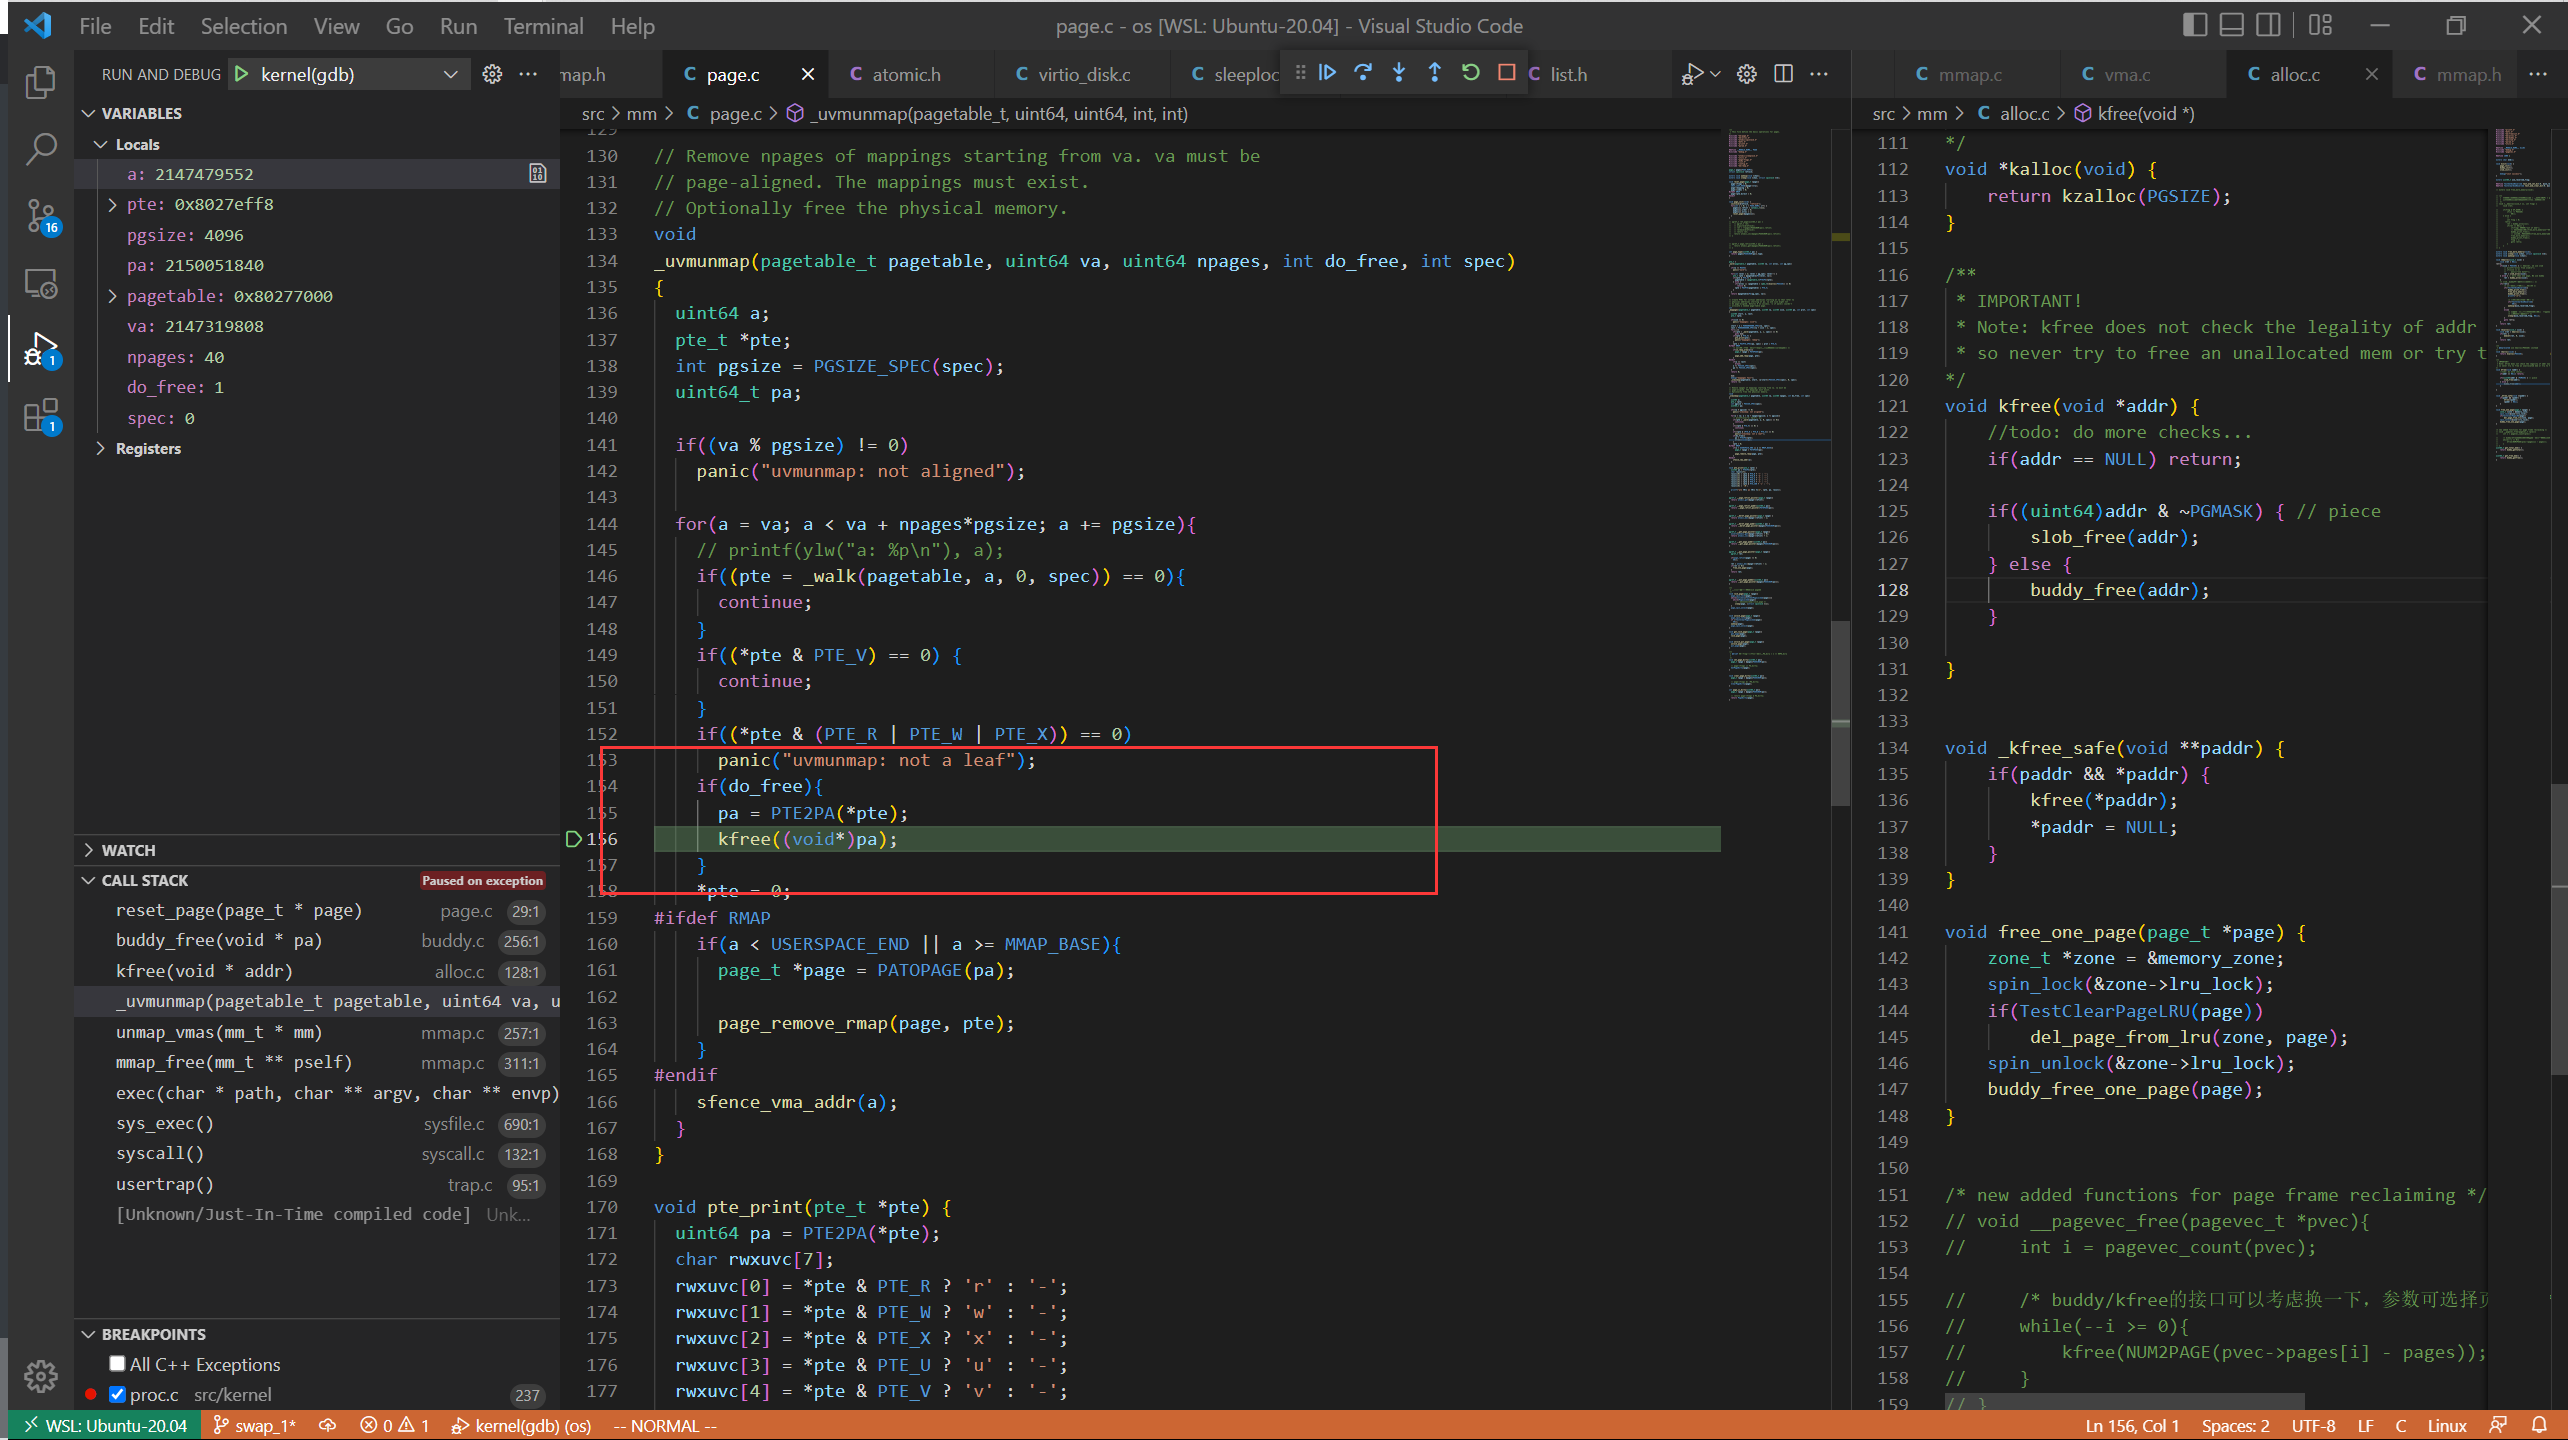 File Edit Selection View Go Run Terminal Help
page.c - os [WSL: Ubuntu-20.04] - Visual Studio Code
RUN AND DEBUG kernel(gdb)
VARIABLES
Locals
a: 2147479552
pte: 0x8027eff8
pgsize: 4096
pa: 2150051840
pagetable: 0x80277000
va: 2147319808
npages: 40
do_free: 1
spec: 0
Registers
WATCH
CALL STACK Paused on exception
reset_page(page_t * page) page.c 29:1
buddy_free(void * pa) buddy.c 256:1
kfree(void * addr) alloc.c 128:1
_uvmunmap(pagetable_t pagetable, uint64 va, u
unmap_vmas(mm_t * mm) mmap.c 257:1
mmap_free(mm_t ** pself) mmap.c 311:1
exec(char * path, char ** argv, char ** envp)
sys_exec() sysfile.c 690:1
syscall() syscall.c 132:1
usertrap() trap.c 95:1
[Unknown/Just-In-Time compiled code] Unk...
BREAKPOINTS
All C++ Exceptions
proc.c src/kernel 237
16
1
1
map.h page.c atomic.h virtio_disk.c sleeploc list.h
src > mm > C page.c > _uvmunmap(pagetable_t, uint64, uint64, int, int)
129
130 // Remove npages of mappings starting from va. va must be
131 // page-aligned. The mappings must exist.
132 // Optionally free the physical memory.
133 void
134 _uvmunmap(pagetable_t pagetable, uint64 va, uint64 npages, int do_free, int spec)
135 {
136 uint64 a;
137 pte_t *pte;
138 int pgsize = PGSIZE_SPEC(spec);
139 uint64_t pa;
140
141 if((va % pgsize) != 0)
142 panic("uvmunmap: not aligned");
143
144 for(a = va; a < va + npages*pgsize; a += pgsize){
145 // printf(ylw("a: %p\n"), a);
146 if((pte = _walk(pagetable, a, 0, spec)) == 0){
147 continue;
148 }
149 if((*pte & PTE_V) == 0) {
150 continue;
151 }
152 if((*pte & (PTE_R | PTE_W | PTE_X)) == 0)
153 panic("uvmunmap: not a leaf");
154 if(do_free){
155 pa = PTE2PA(*pte);
156 kfree((void*)pa);
157 }
158 *pte = 0;
159 #ifdef RMAP
160 if(a < USERSPACE_END || a >= MMAP_BASE){
161 page_t *page = PATOPAGE(pa);
162
163 page_remove_rmap(page, pte);
164 }
165 #endif
166 sfence_vma_addr(a);
167 }
168 }
169
170 void pte_print(pte_t *pte) {
171 uint64 pa = PTE2PA(*pte);
172 char rwxuvc[7];
173 rwxuvc[0] = *pte & PTE_R ? 'r' : '-';
174 rwxuvc[1] = *pte & PTE_W ? 'w' : '-';
175 rwxuvc[2] = *pte & PTE_X ? 'x' : '-';
176 rwxuvc[3] = *pte & PTE_U ? 'u' : '-';
177 rwxuvc[4] = *pte & PTE_V ? 'v' : '-';
mmap.c vma.c alloc.c mmap.h
src > mm > C alloc.c > kfree(void *)
111 */
112 void *kalloc(void) {
113 return kzalloc(PGSIZE);
114 }
115
116 /**
117 * IMPORTANT!
118 * Note: kfree does not check the legality of addr
119 * so never try to free an unallocated mem or try t
120 */
121 void kfree(void *addr) {
122 //todo: do more checks...
123 if(addr == NULL) return;
124
125 if((uint64)addr & ~PGMASK) { // piece
126 slob_free(addr);
127 } else {
128 buddy_free(addr);
129 }
130
131 }
132
133
134 void _kfree_safe(void **paddr) {
135 if(paddr && *paddr) {
136 kfree(*paddr);
137 *paddr = NULL;
138 }
139 }
140
141 void free_one_page(page_t *page) {
142 zone_t *zone = &memory_zone;
143 spin_lock(&zone->lru_lock);
144 if(TestClearPageLRU(page))
145 del_page_from_lru(zone, page);
146 spin_unlock(&zone->lru_lock);
147 buddy_free_one_page(page);
148 }
149
150
151 /* new added functions for page frame reclaiming */
152 // void __pagevec_free(pagevec_t *pvec){
153 // int i = pagevec_count(pvec);
154
155 // /* buddy/kfree的接口可以考虑换一下，参数可选择
156 // while(--i >= 0){
157 // kfree(NUM2PAGE(pvec->pages[i] - pages));
158 // }
159 // }
WSL: Ubuntu-20.04 swap_1* 0 1 kernel(gdb) (os) -- NORMAL -- Ln 156, Col 1 Spaces: 2 UTF-8 LF C Linux